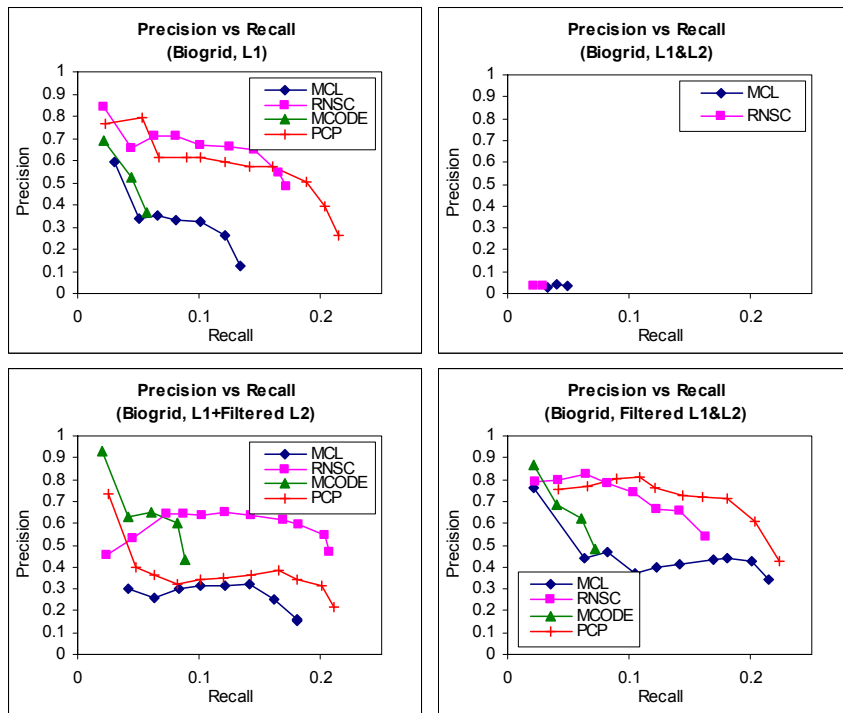 Precision vs Recall
(Biogrid, L1)
1
0.9
0.8
0.7
0.6
0.5
0.4
0.3
0.2
0.1
0
Precision
MCL
RNSC
MCODE
PCP
0
0.1
0.2
Recall
Precision vs Recall
(Biogrid, L1&L2)
1
0.9
0.8
0.7
0.6
0.5
0.4
0.3
0.2
0.1
0
Precision
MCL
RNSC
0
0.1
0.2
Recall
Precision vs Recall
(Biogrid, L1+Filtered L2)
1
0.9
0.8
0.7
0.6
0.5
0.4
0.3
0.2
0.1
0
Precision
MCL
RNSC
MCODE
PCP
0
0.1
0.2
Recall
Precision vs Recall
(Biogrid, Filtered L1&L2)
1
0.9
0.8
0.7
0.6
0.5
0.4
0.3
0.2
0.1
0
Precision
MCL
RNSC
MCODE
PCP
0
0.1
0.2
Recall